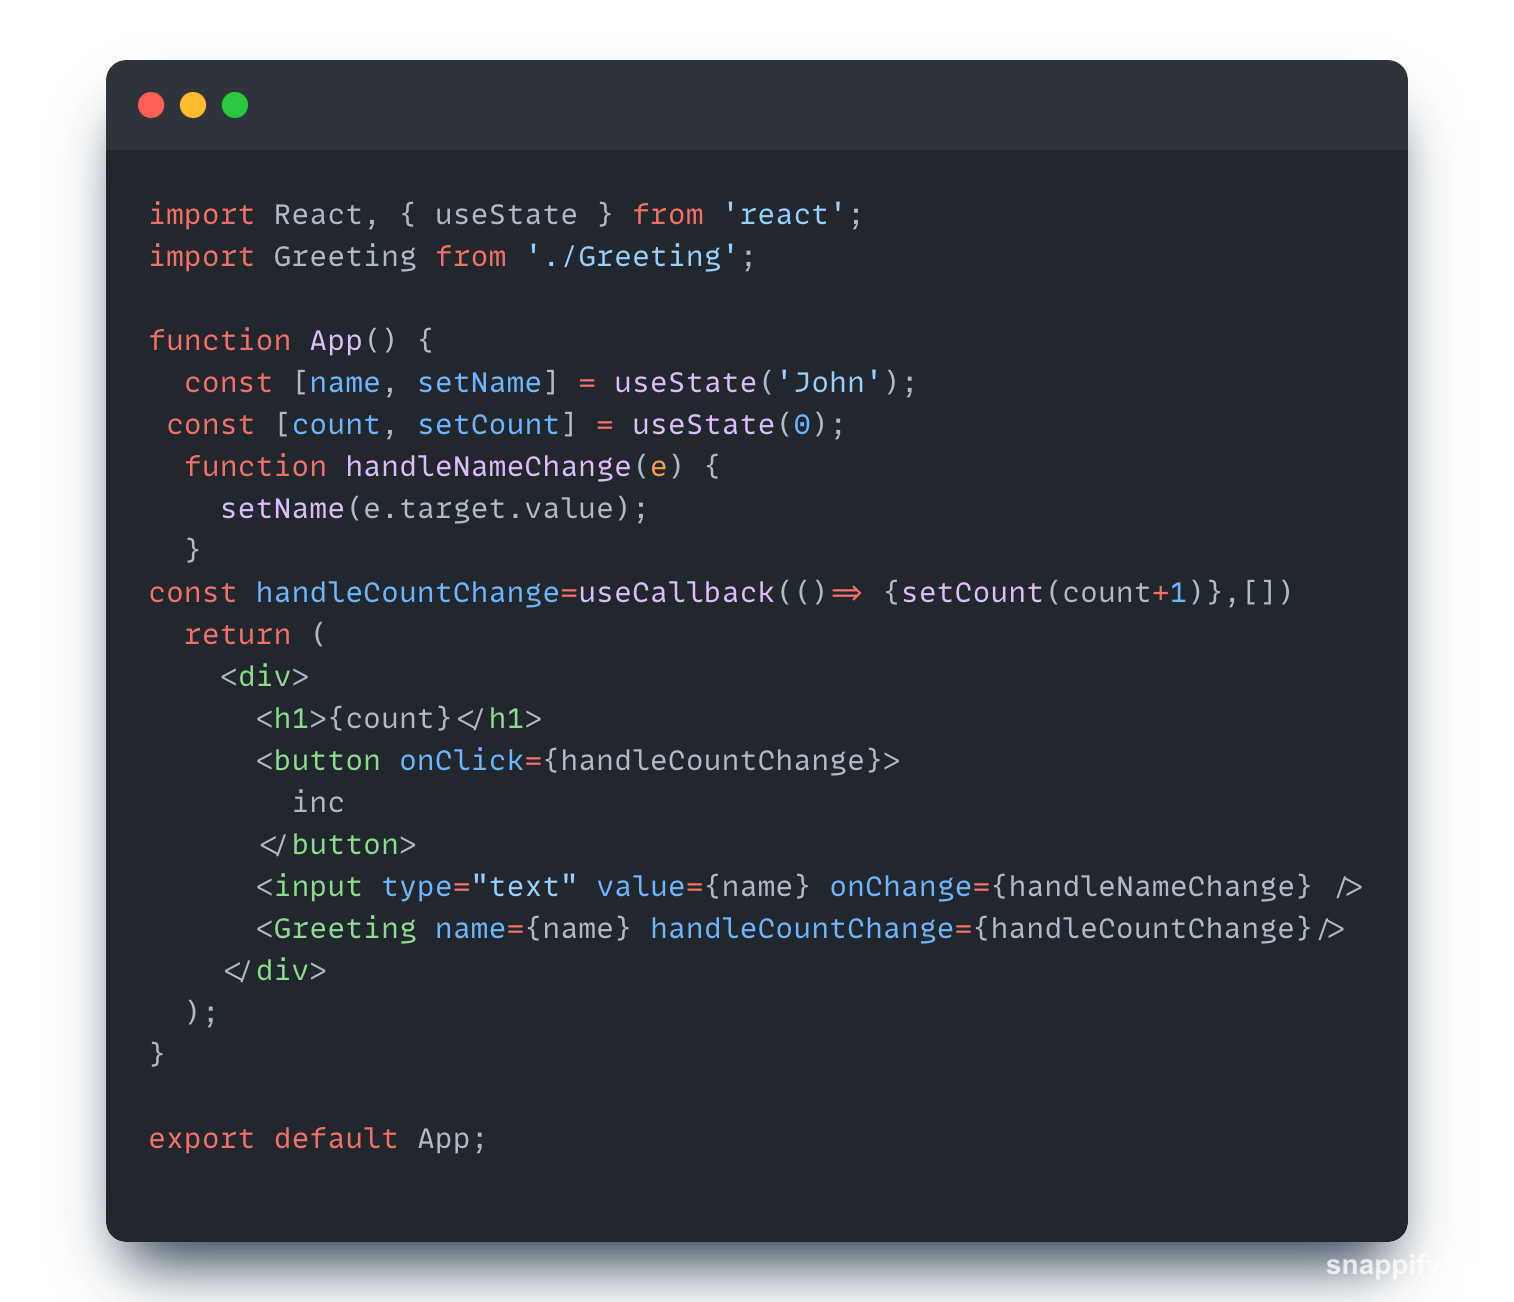 import React, { useState } from 'react';
import Greeting from './Greeting';
function App() {
  const [name, setName] = useState('John');
 const [count, setCount] = useState(0);
  function handleNameChange(e) {
    setName(e.target.value);
  }
const handleCountChange=useCallback(()=> {setCount(count+1)},[])
  return (
    <div>
      <h1>{count}</h1>
      <button onClick={handleCountChange}>
        inc
      </button>
      <input type="text" value={name} onChange={handleNameChange} />
      <Greeting name={name} handleCountChange={handleCountChange}/>
    </div>
  );
}
export default App;
snappify